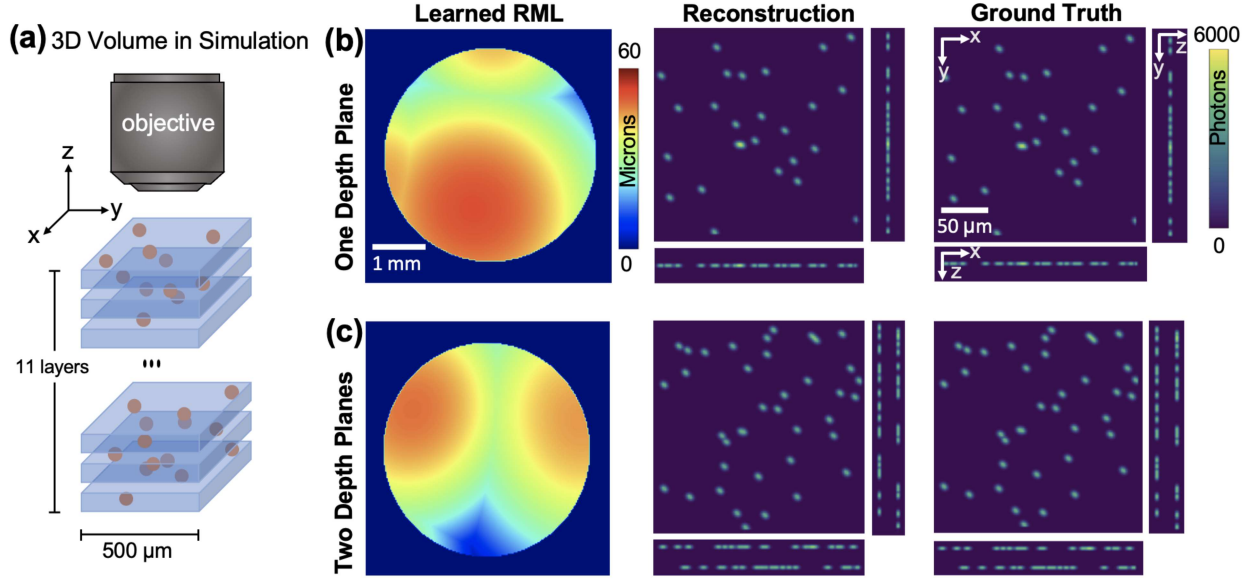 (a) 3D Volume in Simulation
objective
z
y
x
11 layers
...
500 µm
Learned RML
Reconstruction
Ground Truth
(b)
One Depth Plane
60
Microns
0
1 mm
x
y
z
y
6000
Photons
0
50 µm
x
z
(c)
Two Depth Planes